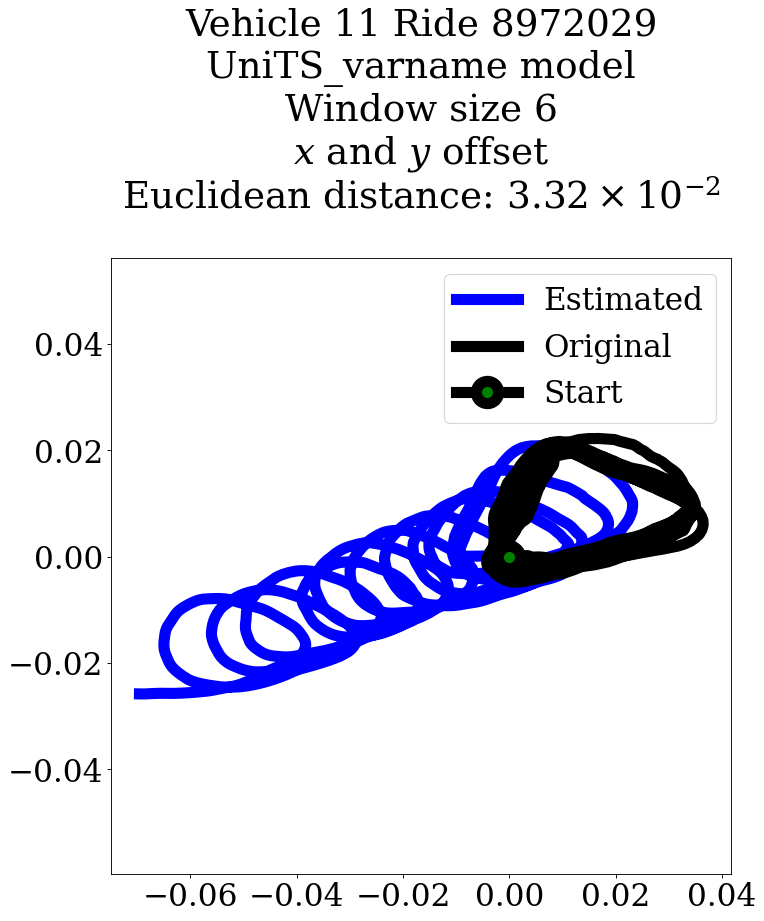 Vehicle 11 Ride 8972029
UniTS_varname model
Window size 6
x and y offset
Euclidean distance: 3.32 × 10⁻²
Estimated
Original
Start
0.04
0.02
0.00
−0.02
−0.04
−0.06 −0.04 −0.02 0.00 0.02 0.04